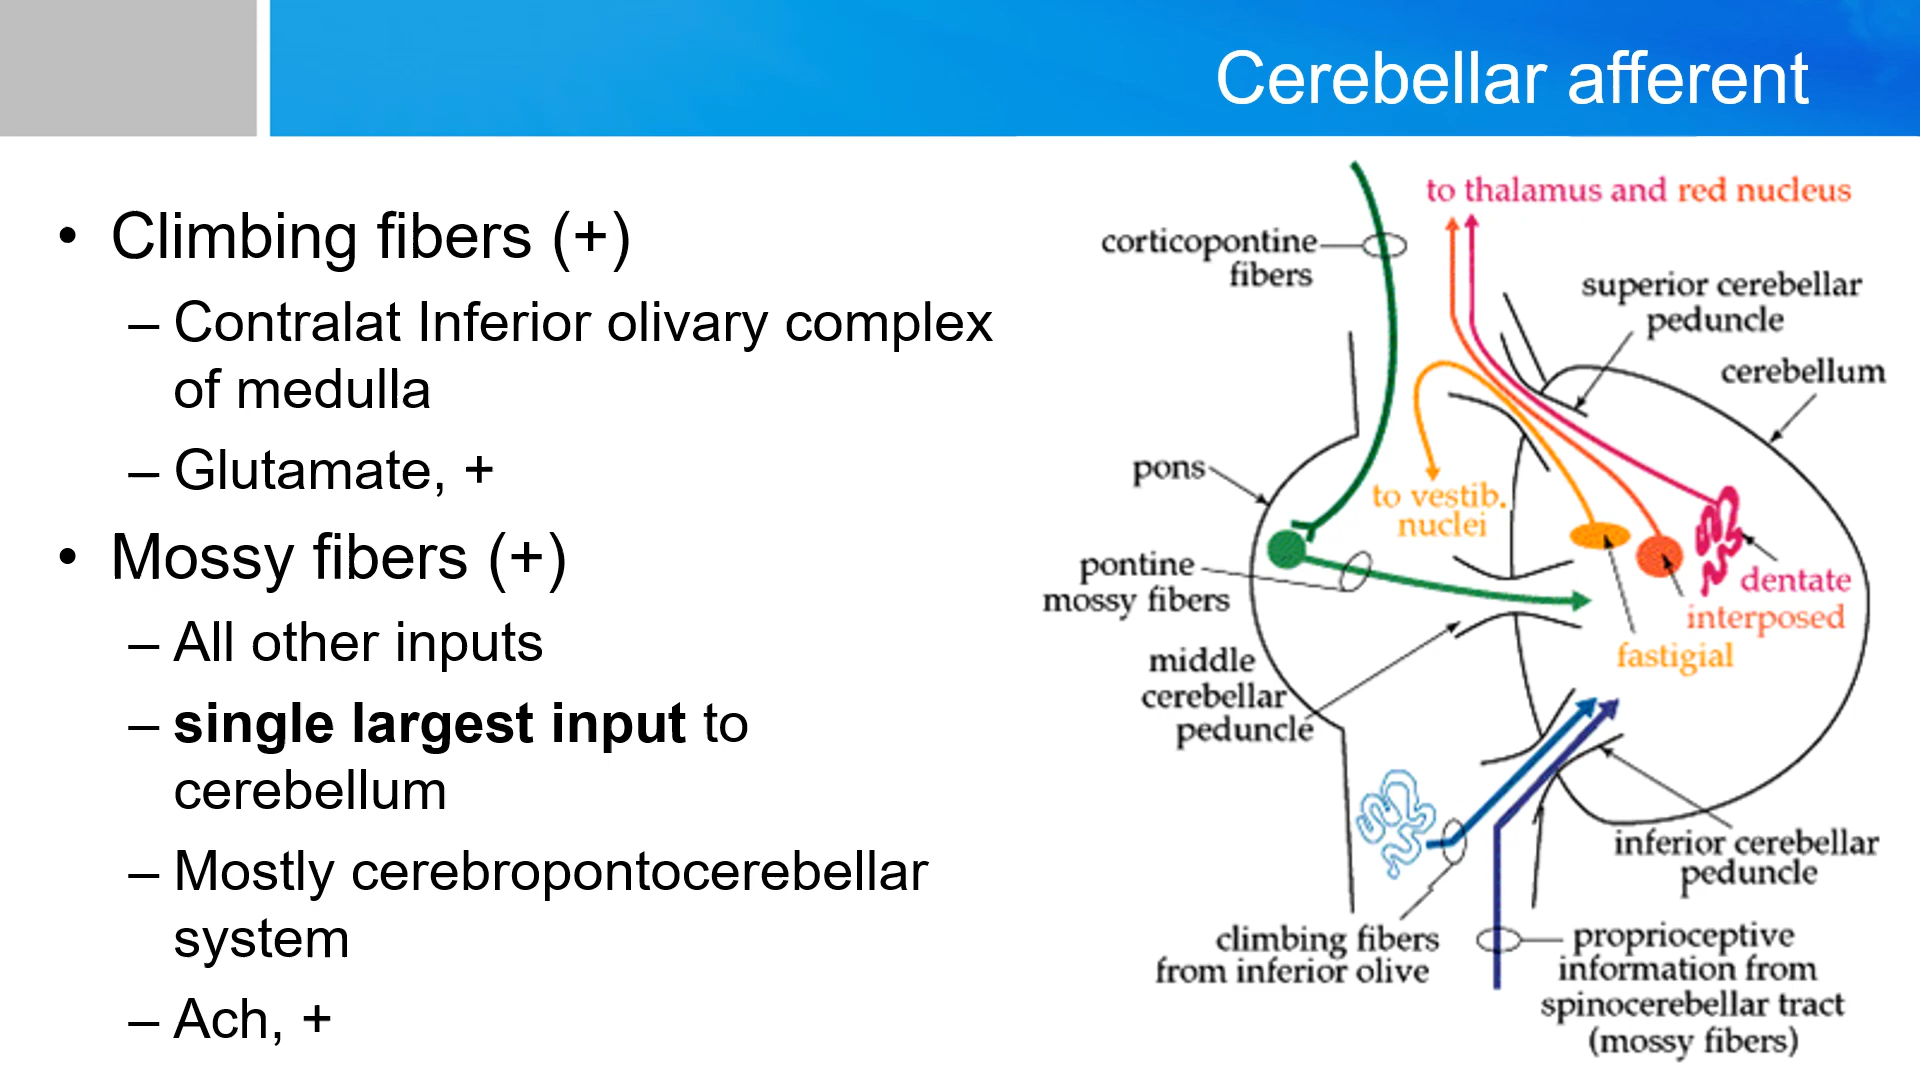 Cerebellar afferent
• Climbing fibers (+)
– Contralat Inferior olivary complex
of medulla
– Glutamate, +
• Mossy fibers (+)
– All other inputs
– single largest input to
cerebellum
– Mostly cerebropontocerebellar
system
– Ach, +
to thalamus and red nucleus
corticopontine
fibers
superior cerebellar
peduncle
cerebellum
pons
to vestib.
nuclei
pontine
mossy fibers
dentate
interposed
fastigial
middle
cerebellar
peduncle
inferior cerebellar
peduncle
climbing fibers
from inferior olive
proprioceptive
information from
spinocerebellar tract
(mossy fibers)